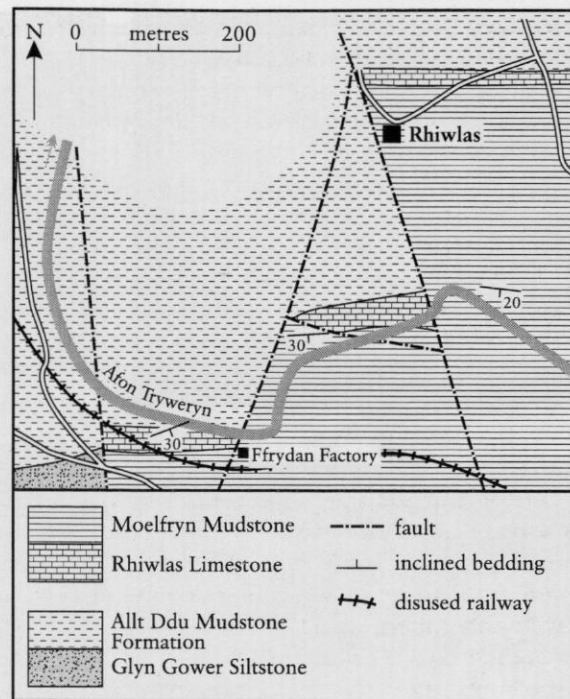 N
0 metres 200
Rhiwlas
20
30
Afon Tryweryn
30
Ffrydan Factory
Moelfryn Mudstone
Rhiwlas Limestone
Allt Ddu Mudstone
Formation
Glyn Gower Siltstone
fault
inclined bedding
disused railway